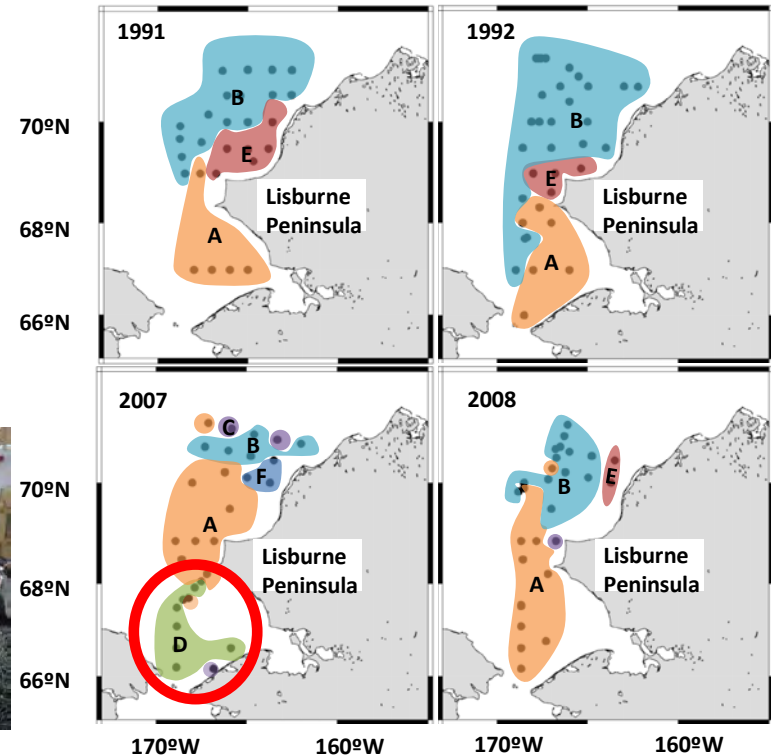 1991
B
E
A
Lisburne
Peninsula
1992
B
E
A
Lisburne
Peninsula
70ºN
68ºN
66ºN
2007
C
B
F
A
D
Lisburne
Peninsula
2008
B
E
F
A
Lisburne
Peninsula
70ºN
68ºN
66ºN
170ºW
160ºW
170ºW
160ºW